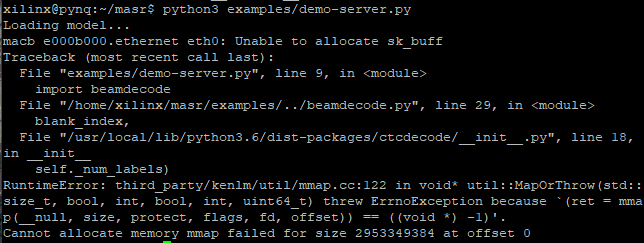 xilinx@pynq:~/masr$ python3 examples/demo-server.py
Loading model...
macb e000b000.ethernet eth0: Unable to allocate sk_buff
Traceback (most recent call last):
  File "examples/demo-server.py", line 9, in <module>
    import beamdecode
  File "/home/xilinx/masr/examples/../beamdecode.py", line 29, in <module>
    blank_index,
  File "/usr/local/lib/python3.6/dist-packages/ctcdecode/__init__.py", line 18,
in __init__
    self._num_labels)
RuntimeError: third_party/kenlm/util/mmap.cc:122 in void* util::MapOrThrow(std::
size_t, bool, int, bool, int, uint64_t) threw ErrnoException because `(ret = mma
p(__null, size, protect, flags, fd, offset)) == ((void *) -1)'.
Cannot allocate memory mmap failed for size 2953349384 at offset 0